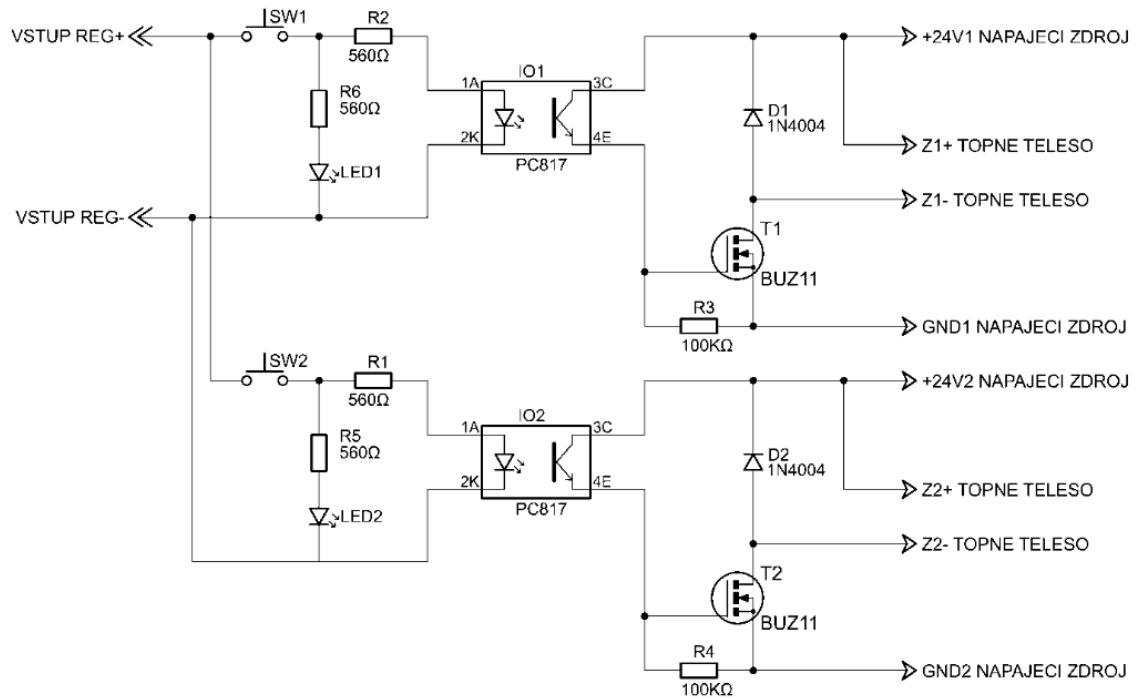 VSTUP REG+
SW1
R2
560Ω
R6
560Ω
LED1
VSTUP REG-
IO1
1A
3C
2K
4E
PC817
D1
1N4004
T1
BUZ11
R3
100KΩ
+24V1 NAPAJECI ZDROJ
Z1+ TOPNE TELESO
Z1- TOPNE TELESO
GND1 NAPAJECI ZDROJ
SW2
R1
560Ω
R5
560Ω
LED2
IO2
1A
3C
2K
4E
PC817
D2
1N4004
T2
BUZ11
R4
100KΩ
+24V2 NAPAJECI ZDROJ
Z2+ TOPNE TELESO
Z2- TOPNE TELESO
GND2 NAPAJECI ZDROJ